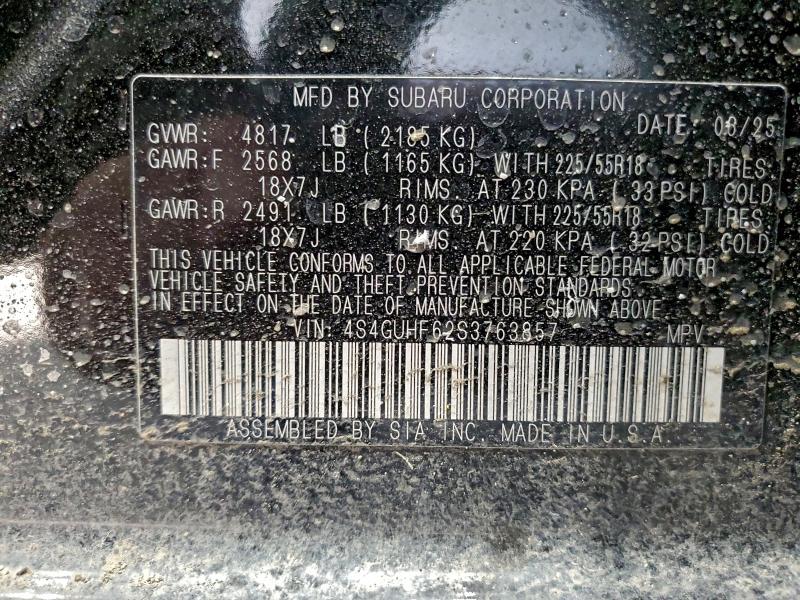 MFD BY SUBARU CORPORATION
GVWR: 4817 LB (2185 KG) DATE: 08/25
GAWR:F 2568 LB (1165 KG) WITH 225/55R18 TIRES
18X7J RIMS AT 230 KPA (33 PSI) COLD
GAWR:R 2491 LB (1130 KG) WITH 225/55R18 TIRES
18X7J RIMS AT 220 KPA (32 PSI) COLD
THIS VEHICLE CONFORMS TO ALL APPLICABLE FEDERAL MOTOR
VEHICLE SAFETY AND THEFT PREVENTION STANDARDS
IN EFFECT ON THE DATE OF MANUFACTURE SHOWN ABOVE
VIN: 4S4GUHF62S3763857 MPV
ASSEMBLED BY SIA INC. MADE IN U.S.A